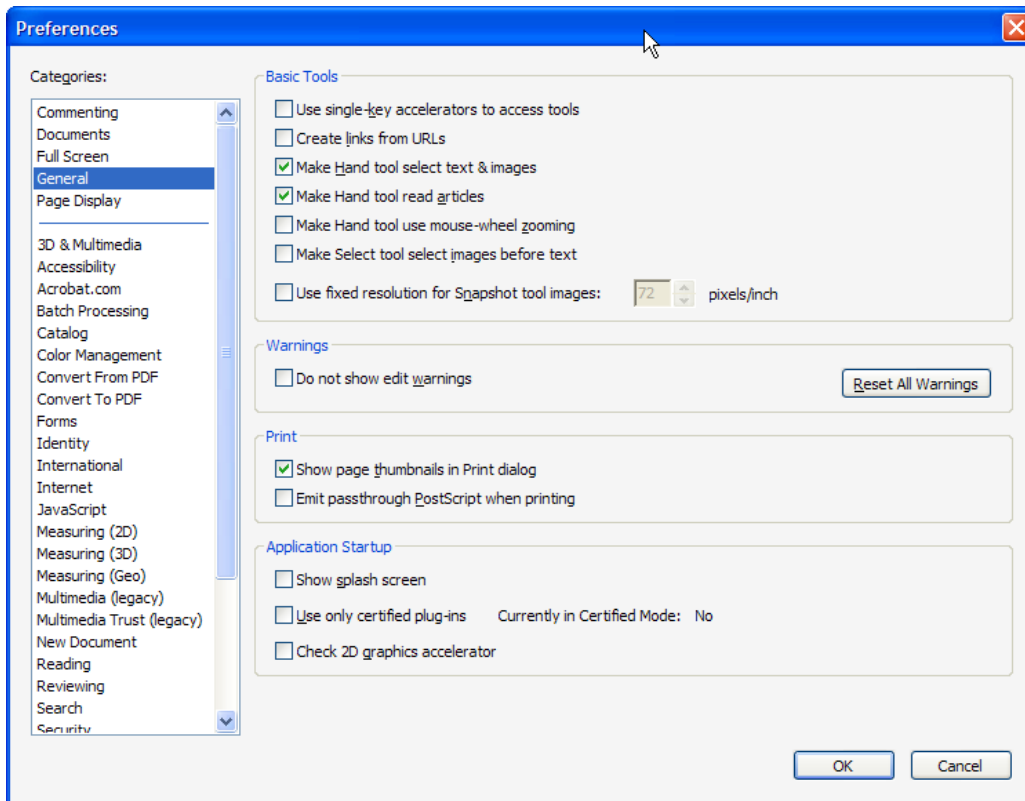 Preferences
Categories:
Commenting
Documents
Full Screen
General
Page Display
3D & Multimedia
Accessibility
Acrobat.com
Batch Processing
Catalog
Color Management
Convert From PDF
Convert To PDF
Forms
Identity
International
Internet
JavaScript
Measuring (2D)
Measuring (3D)
Measuring (Geo)
Multimedia (legacy)
Multimedia Trust (legacy)
New Document
Reading
Reviewing
Search
Security
Basic Tools
Use single-key accelerators to access tools
Create links from URLs
Make Hand tool select text & images
Make Hand tool read articles
Make Hand tool use mouse-wheel zooming
Make Select tool select images before text
Use fixed resolution for Snapshot tool images: 72 pixels/inch
Warnings
Do not show edit warnings
Reset All Warnings
Print
Show page thumbnails in Print dialog
Emit passthrough PostScript when printing
Application Startup
Show splash screen
Use only certified plug-ins Currently in Certified Mode: No
Check 2D graphics accelerator
OK Cancel